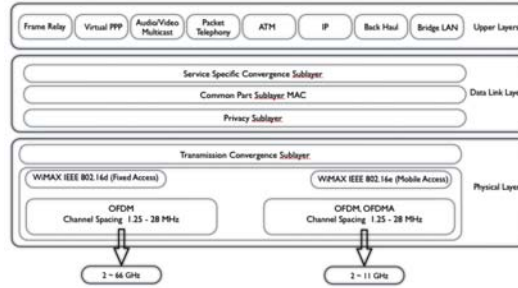 Frame Relay
Virtual PPP
Audio/Video
Multicast
Packet
Telephony
ATM
IP
Back Haul
Bridge LAN
Upper Layers
Service Specific Convergence Sublayer
Common Part Sublayer MAC
Data Link Laye
Privacy Sublayer
Transmission Convergence Sublayer
WiMAX IEEE 802.16d (Fixed Access)
WiMAX IEEE 802.16e (Mobile Access)
Physical Layer
OFDM
Channel Spacing 1.25 - 28 MHz
OFDM, OFDMA
Channel Spacing 1.25 - 28 MHz
2 ~ 66 GHz
2 ~ 11 GHz